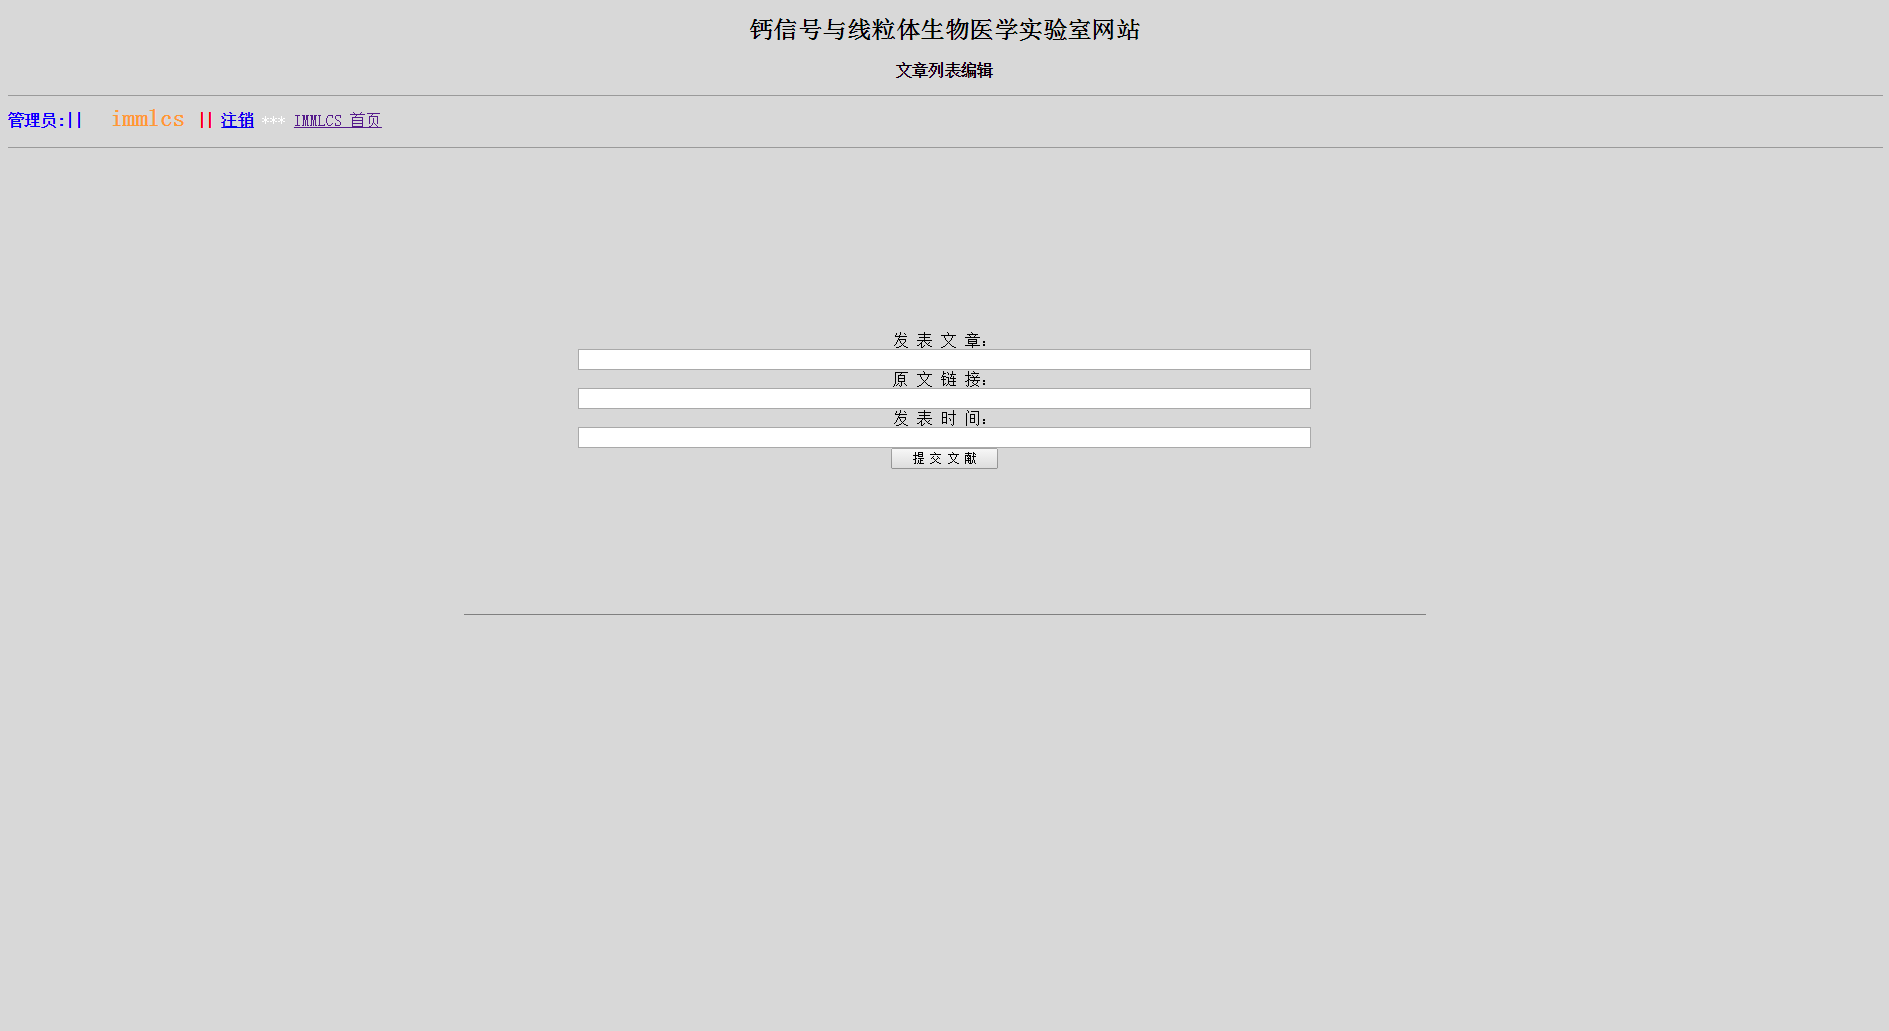 钙信号与线粒体生物医学实验室网站
文章列表编辑
管理员:|| immlcs || 注销 *** IMMLCS 首页
发 表 文 章：
原 文 链 接：
发 表 时 间：
提 交 文 献